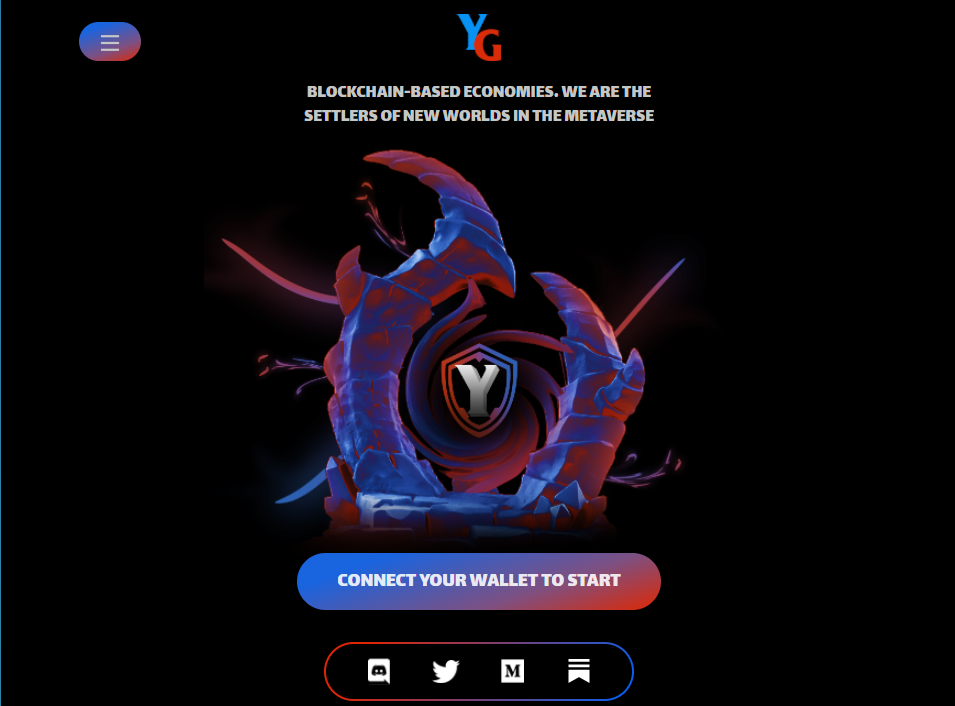 YG
BLOCKCHAIN-BASED ECONOMIES. WE ARE THE
SETTLERS OF NEW WORLDS IN THE METAVERSE
Y
CONNECT YOUR WALLET TO START
M